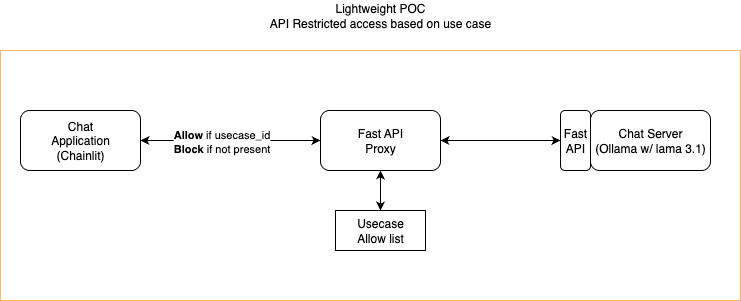 Lightweight POC
API Restricted access based on use case
Chat
Application
(Chainlit)
Allow if usecase_id
Block if not present
Fast API
Proxy
Fast
API
Chat Server
(Ollama w/ lama 3.1)
Usecase
Allow list